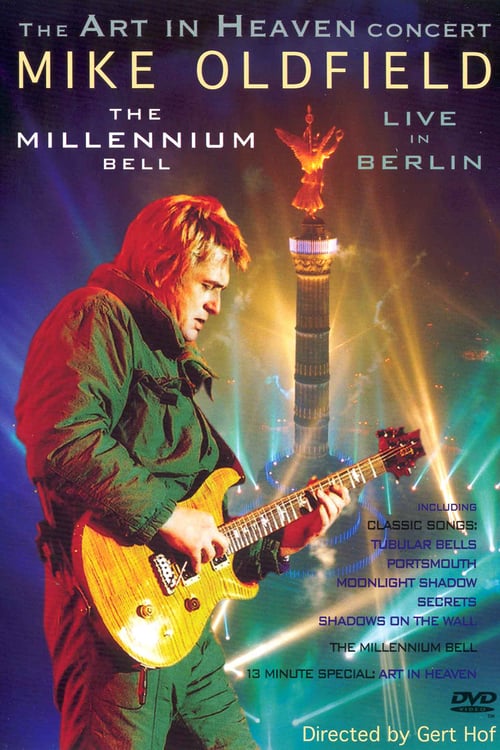 THE ART IN HEAVEN CONCERT
MIKE OLDFIELD
THE
MILLENNIUM
BELL
LIVE
IN
BERLIN
INCLUDING
CLASSIC SONGS:
TUBULAR BELLS
PORTSMOUTH
MOONLIGHT SHADOW
SECRETS
SHADOWS ON THE WALL
THE MILLENNIUM BELL
13 MINUTE SPECIAL: ART IN HEAVEN
DVD
VIDEO
Directed by Gert Hof